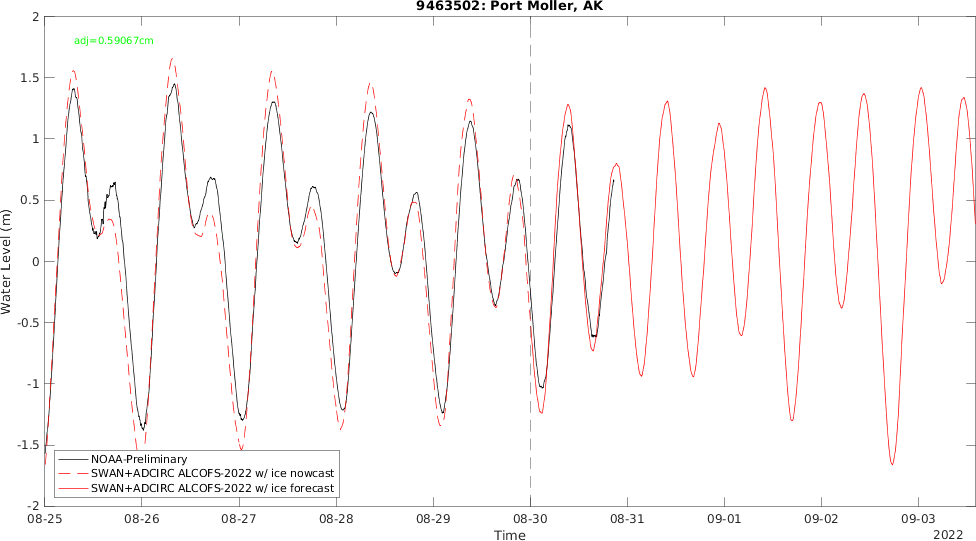 9463502: Port Moller, AK
adj=0.59067cm
Water Level (m)
2
1.5
1
0.5
0
-0.5
-1
-1.5
-2
NOAA-Preliminary
SWAN+ADCIRC ALCOFS-2022 w/ ice nowcast
SWAN+ADCIRC ALCOFS-2022 w/ ice forecast
08-25 08-26 08-27 08-28 08-29 08-30 08-31 09-01 09-02 09-03
Time
2022